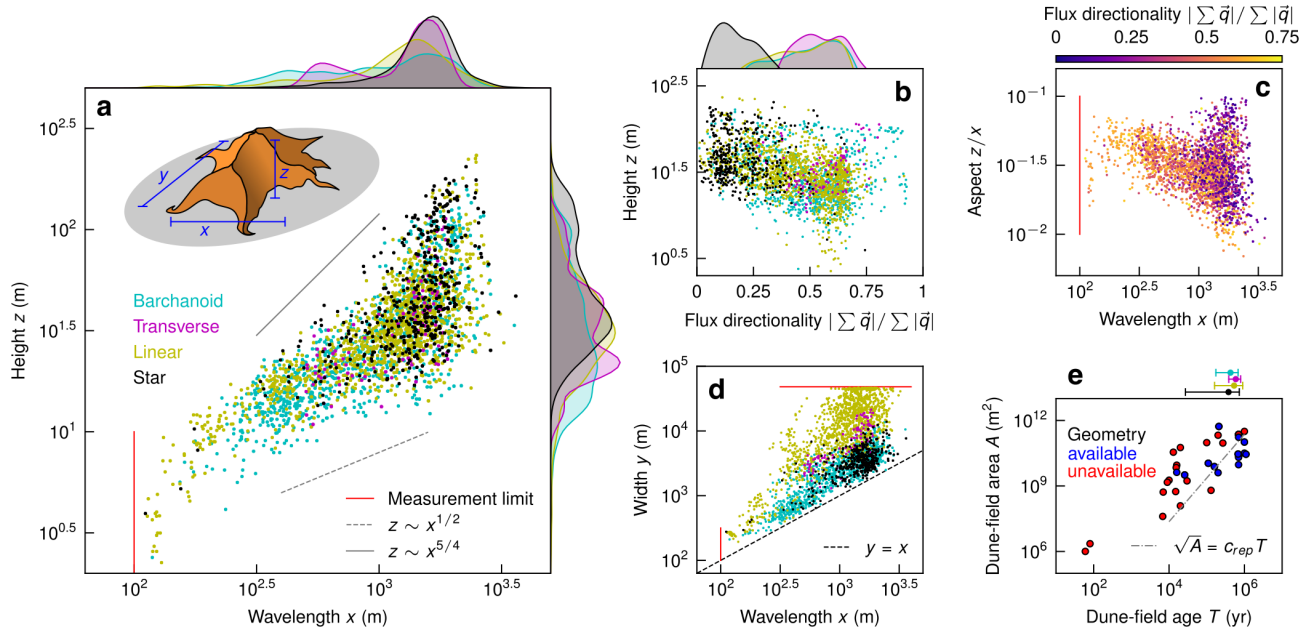 Flux directionality |∑ q⃗|/ ∑ |q⃗|
0 0.25 0.5 0.75
a
10^2.5
10^2
10^1.5
10^1
10^0.5
Height z (m)
y
z
x
Barchanoid
Transverse
Linear
Star
Measurement limit
z ∼ x^1/2
z ∼ x^5/4
10^2 10^2.5 10^3 10^3.5
Wavelength x (m)
b
10^2.5
10^1.5
10^0.5
Height z (m)
0 0.25 0.5 0.75 1
Flux directionality |∑ q⃗|/ ∑ |q⃗|
c
10^−1
10^−1.5
10^−2
Aspect z/x
10^2 10^2.5 10^3 10^3.5
Wavelength x (m)
d
10^5
10^4
10^3
10^2
Width y (m)
y = x
10^2 10^2.5 10^3 10^3.5
Wavelength x (m)
e
10^12
10^9
10^6
Dune-field area A (m^2)
Geometry
available
unavailable
√A = c_rep T
10^2 10^4 10^6
Dune-field age T (yr)